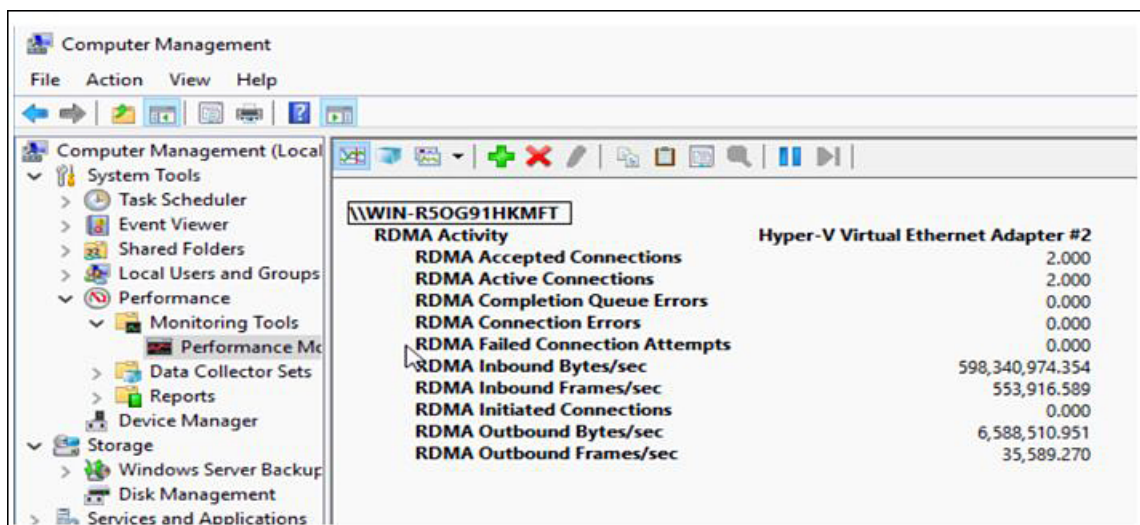 Computer Management
File Action View Help
Computer Management (Local
System Tools
Task Scheduler
Event Viewer
Shared Folders
Local Users and Groups
Performance
Monitoring Tools
Performance Mc
Data Collector Sets
Reports
Device Manager
Storage
Windows Server Backup
Disk Management
Services and Applications
\\WIN-R5OG91HKMFT
RDMA Activity Hyper-V Virtual Ethernet Adapter #2
RDMA Accepted Connections 2.000
RDMA Active Connections 2.000
RDMA Completion Queue Errors 0.000
RDMA Connection Errors 0.000
RDMA Failed Connection Attempts 0.000
RDMA Inbound Bytes/sec 598,340,974.354
RDMA Inbound Frames/sec 553,916.589
RDMA Initiated Connections 0.000
RDMA Outbound Bytes/sec 6,588,510.951
RDMA Outbound Frames/sec 35,589.270